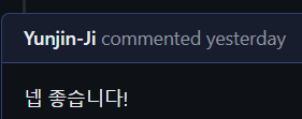 Yunjin-Ji commented yesterday
넵 좋습니다!